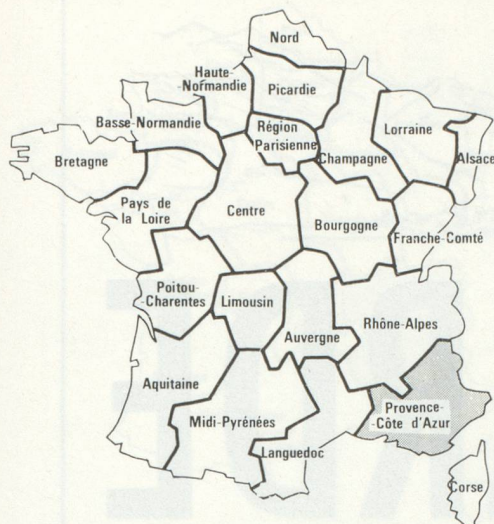 Nord
Haute-
Normandie
Picardie
Basse-Normandie
Région
Parisienne
Lorraine
Alsace
Champagne
Bretagne
Pays de
la Loire
Centre
Bourgogne
Franche-Comté
Poitou-
Charentes
Limousin
Auvergne
Rhône-Alpes
Aquitaine
Midi-Pyrénées
Languedoc
Provence-
Côte d'Azur
Corse